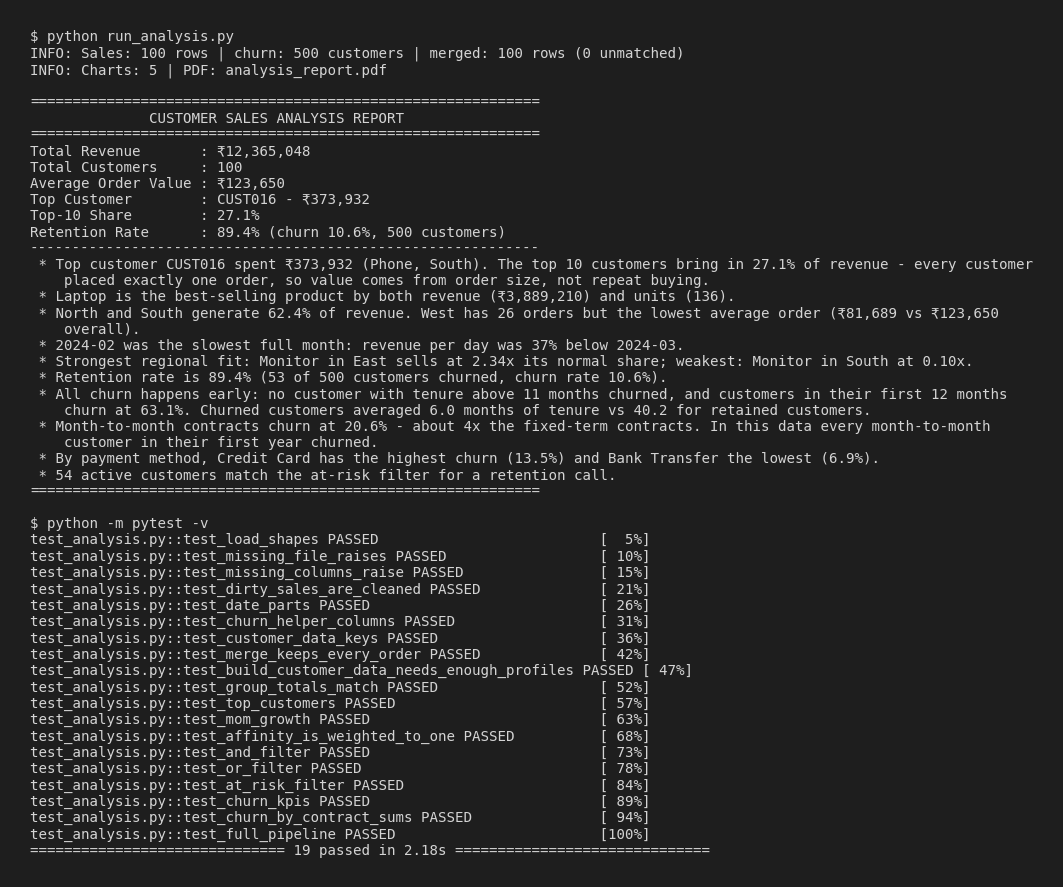 $ python run_analysis.py
INFO: Sales: 100 rows | churn: 500 customers | merged: 100 rows (0 unmatched)
INFO: Charts: 5 | PDF: analysis_report.pdf
============================================================
              CUSTOMER SALES ANALYSIS REPORT
============================================================
Total Revenue       : ₹12,365,048
Total Customers     : 100
Average Order Value : ₹123,650
Top Customer        : CUST016 - ₹373,932
Top-10 Share        : 27.1%
Retention Rate      : 89.4% (churn 10.6%, 500 customers)
------------------------------------------------------------
 * Top customer CUST016 spent ₹373,932 (Phone, South). The top 10 customers bring in 27.1% of revenue - every customer
    placed exactly one order, so value comes from order size, not repeat buying.
 * Laptop is the best-selling product by both revenue (₹3,889,210) and units (136).
 * North and South generate 62.4% of revenue. West has 26 orders but the lowest average order (₹81,689 vs ₹123,650
    overall).
 * 2024-02 was the slowest full month: revenue per day was 37% below 2024-03.
 * Strongest regional fit: Monitor in East sells at 2.34x its normal share; weakest: Monitor in South at 0.10x.
 * Retention rate is 89.4% (53 of 500 customers churned, churn rate 10.6%).
 * All churn happens early: no customer with tenure above 11 months churned, and customers in their first 12 months
    churn at 63.1%. Churned customers averaged 6.0 months of tenure vs 40.2 for retained customers.
 * Month-to-month contracts churn at 20.6% - about 4x the fixed-term contracts. In this data every month-to-month
    customer in their first year churned.
 * By payment method, Credit Card has the highest churn (13.5%) and Bank Transfer the lowest (6.9%).
 * 54 active customers match the at-risk filter for a retention call.
============================================================
$ python -m pytest -v
test_analysis.py::test_load_shapes PASSED                          [  5%]
test_analysis.py::test_missing_file_raises PASSED                  [ 10%]
test_analysis.py::test_missing_columns_raise PASSED                [ 15%]
test_analysis.py::test_dirty_sales_are_cleaned PASSED              [ 21%]
test_analysis.py::test_date_parts PASSED                           [ 26%]
test_analysis.py::test_churn_helper_columns PASSED                 [ 31%]
test_analysis.py::test_customer_data_keys PASSED                   [ 36%]
test_analysis.py::test_merge_keeps_every_order PASSED              [ 42%]
test_analysis.py::test_build_customer_data_needs_enough_profiles PASSED [ 47%]
test_analysis.py::test_group_totals_match PASSED                   [ 52%]
test_analysis.py::test_top_customers PASSED                        [ 57%]
test_analysis.py::test_mom_growth PASSED                           [ 63%]
test_analysis.py::test_affinity_is_weighted_to_one PASSED          [ 68%]
test_analysis.py::test_and_filter PASSED                           [ 73%]
test_analysis.py::test_or_filter PASSED                            [ 78%]
test_analysis.py::test_at_risk_filter PASSED                       [ 84%]
test_analysis.py::test_churn_kpis PASSED                           [ 89%]
test_analysis.py::test_churn_by_contract_sums PASSED               [ 94%]
test_analysis.py::test_full_pipeline PASSED                        [100%]
============================== 19 passed in 2.18s ==============================